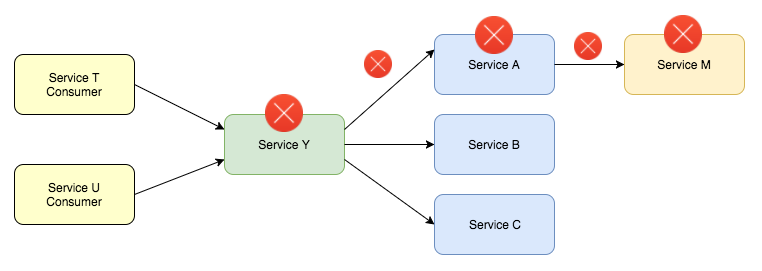 Service T
Consumer
Service U
Consumer
Service Y
Service A
Service B
Service C
Service M